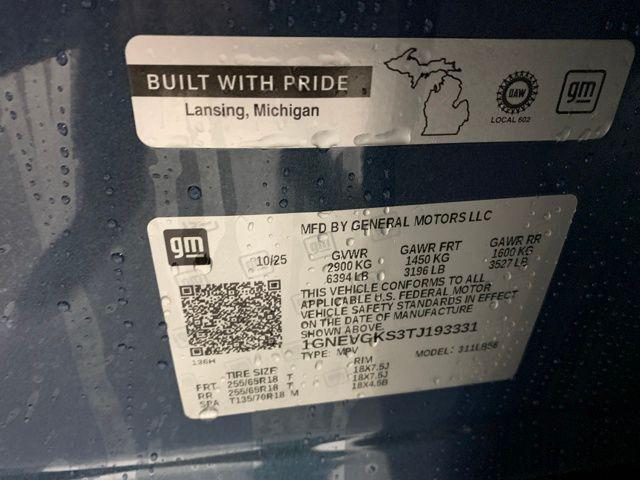 BUILT WITH PRIDE
Lansing, Michigan
UAW
LOCAL 602
gm
gm
MFD BY GENERAL MOTORS LLC
10/25 GVWR GAWR FRT GAWR RR
2900 KG 1450 KG 1600 KG
6394 LB 3196 LB 3527 LB
THIS VEHICLE CONFORMS TO ALL
APPLICABLE U.S. FEDERAL MOTOR
VEHICLE SAFETY STANDARDS IN EFFECT
ON THE DATE OF MANUFACTURE
SHOWN ABOVE.
1GNEVGKS3TJ193331
TYPE: MPV MODEL: 311LB56
136H
TIRE SIZE RIM
FRT 255/65R18 T 18X7.5J
RR 255/65R18 T 18X7.5J
SPA T135/70R18 M 18X4.5B